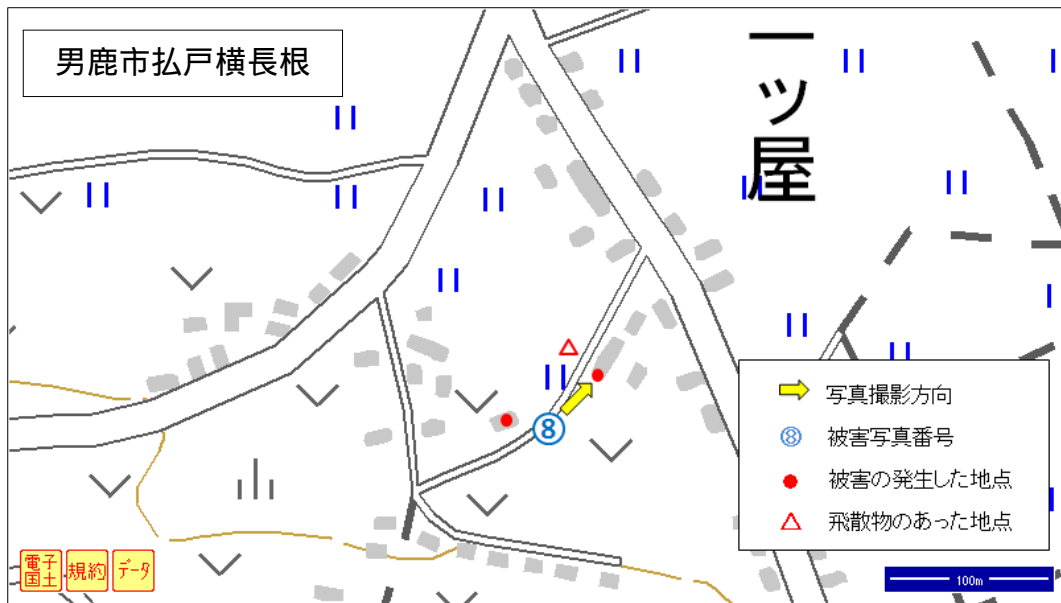 男鹿市払戸横長根
一ツ屋
⑧
写真撮影方向
⑧ 被害写真番号
被害の発生した地点
飛散物のあった地点
電子国土
規約
データ
100m